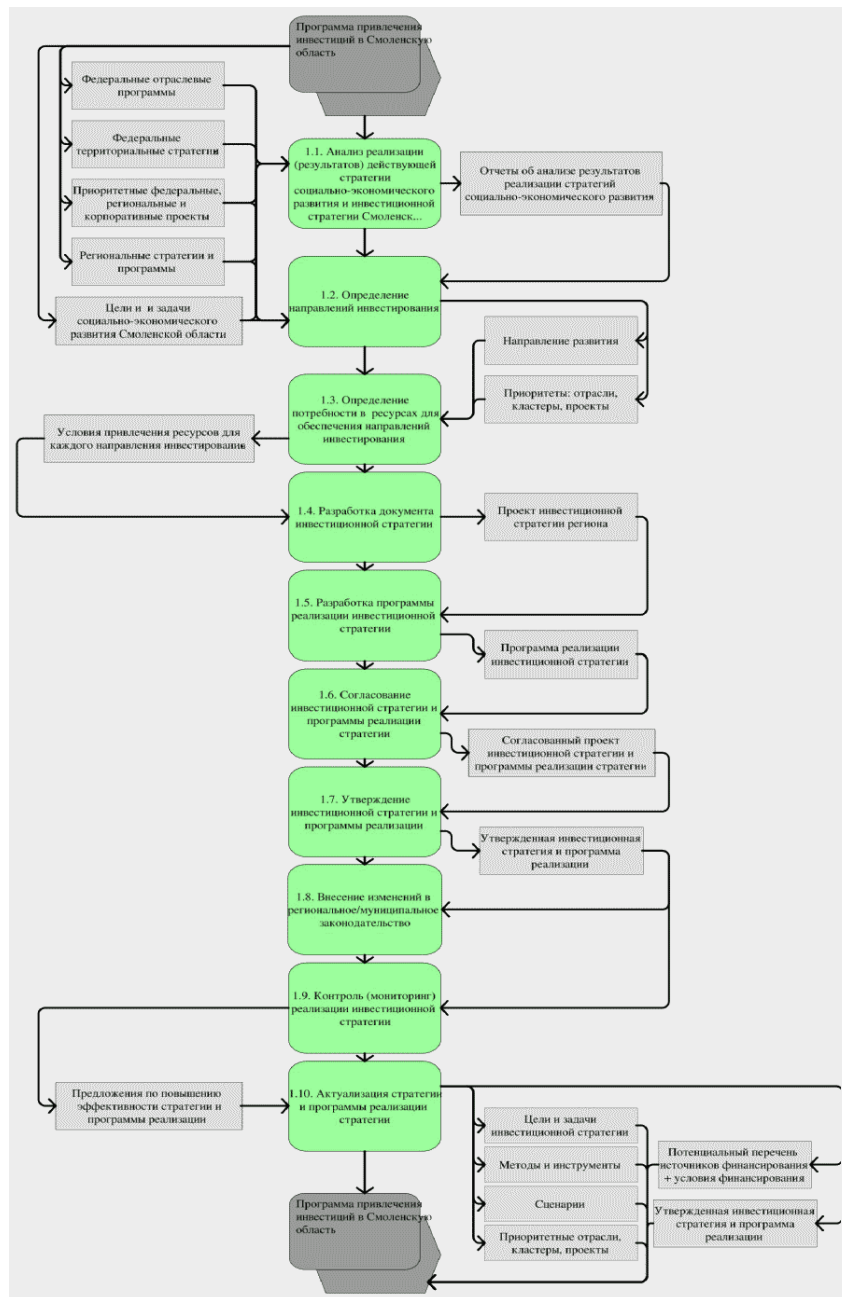 Программа привлечения
инвестиций в Смоленскую
область
Федеральные отраслевые
программы
Федеральные
территориальные стратегии
Приоритетные федеральные,
региональные и
корпоративные проекты
Региональные стратегии и
программы
Цели и и задачи
социально-экономического
развития Смоленской области
1.1. Анализ реализации
(результатов) действующей
стратегии
социально-экономического
развития и инвестиционной
стратегии Смоленск...
Отчеты об анализе результатов
реализации стратегий
социально-экономического развития
1.2. Определение
направлений инвестирования
Направление развития
Приоритеты: отрасли,
кластеры, проекты
1.3. Определение
потребности в ресурсах для
обеспечения направлений
инвестирования
Условия привлечения ресурсов для
каждого направления инвестирования
1.4. Разработка документа
инвестиционной стратегии
Проект инвестиционной
стратегии региона
1.5. Разработка программы
реализации инвестиционной
стратегии
Программа реализации
инвестиционной стратегии
1.6. Согласование
инвестиционной стратегии и
программы реалиации
стратегии
Согласованный проект
инвестиционной стратегии и
программы реализации стратегии
1.7. Утверждение
инвестиционной стратегии и
программы реализации
Утвержденная инвестиционная
стратегия и программа
реализации
1.8. Внесение изменений в
региональное/муниципальное
законодательство
1.9. Контроль (мониторинг)
реализации инвестиционной
стратегии
Предложения по повышению
эффективности стратегии и
программы реализации
1.10. Актуализация стратегии
и программы реализации
стратегии
Цели и задачи
инвестиционной стратегии
Методы и инструменты
Сценарии
Приоритетные отрасли,
кластеры, проекты
Потенциальный перечень
источников финансирования
+ условия финансирования
Утвержденная инвестиционная
стратегия и программа
реализации
Программа привлечения
инвестиций в Смоленскую
область